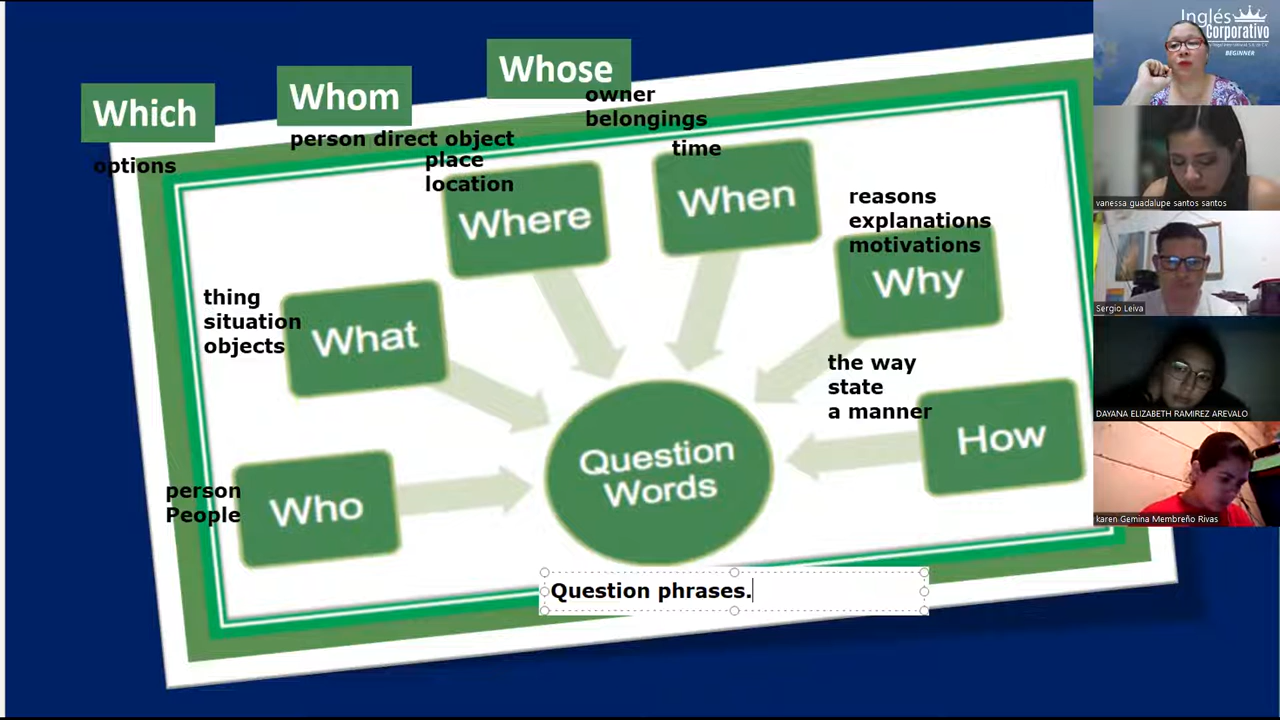 Which
options
Whom
person direct object
Whose
owner
belongings
place
location
Where
time
When
reasons
explanations
motivations
Why
thing
situation
objects
What
the way
state
a manner
How
person
People
Who
Question
Words
Question phrases.
Inglés
Corporativo
BEGINNER
vanessa guadalupe santos santos
Sergio Leiva
DAYANA ELIZABETH RAMIREZ AREVALO
karen Gemina Membreño Rivas